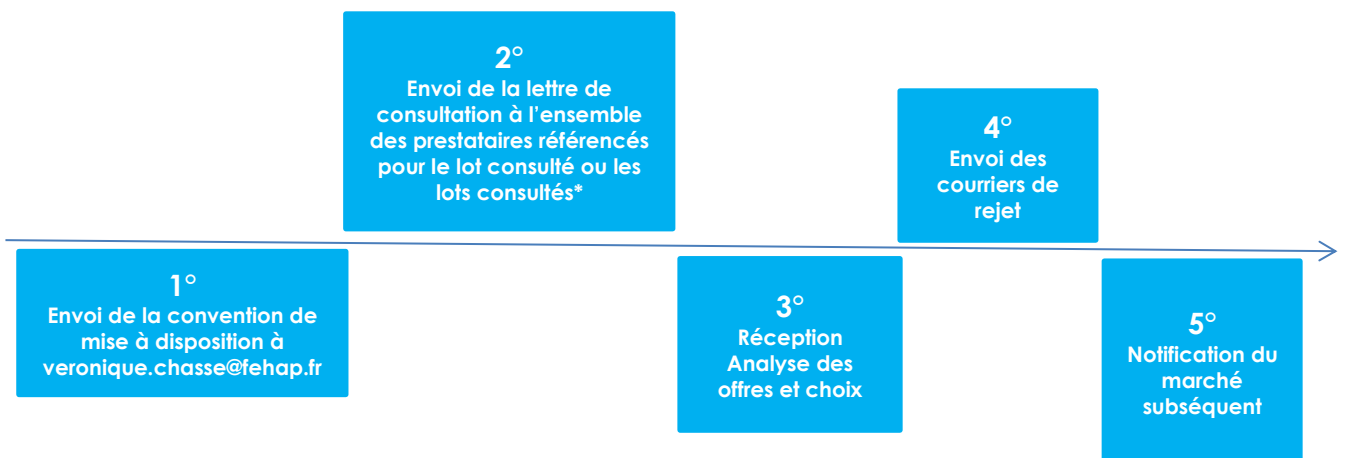 1°
Envoi de la convention de
mise à disposition à
veronique.chasse@fehap.fr
2°
Envoi de la lettre de
consultation à l'ensemble
des prestataires référencés
pour le lot consulté ou les
lots consultés*
3°
Réception
Analyse des
offres et choix
4°
Envoi des
courriers de
rejet
5°
Notification du
marché
subséquent